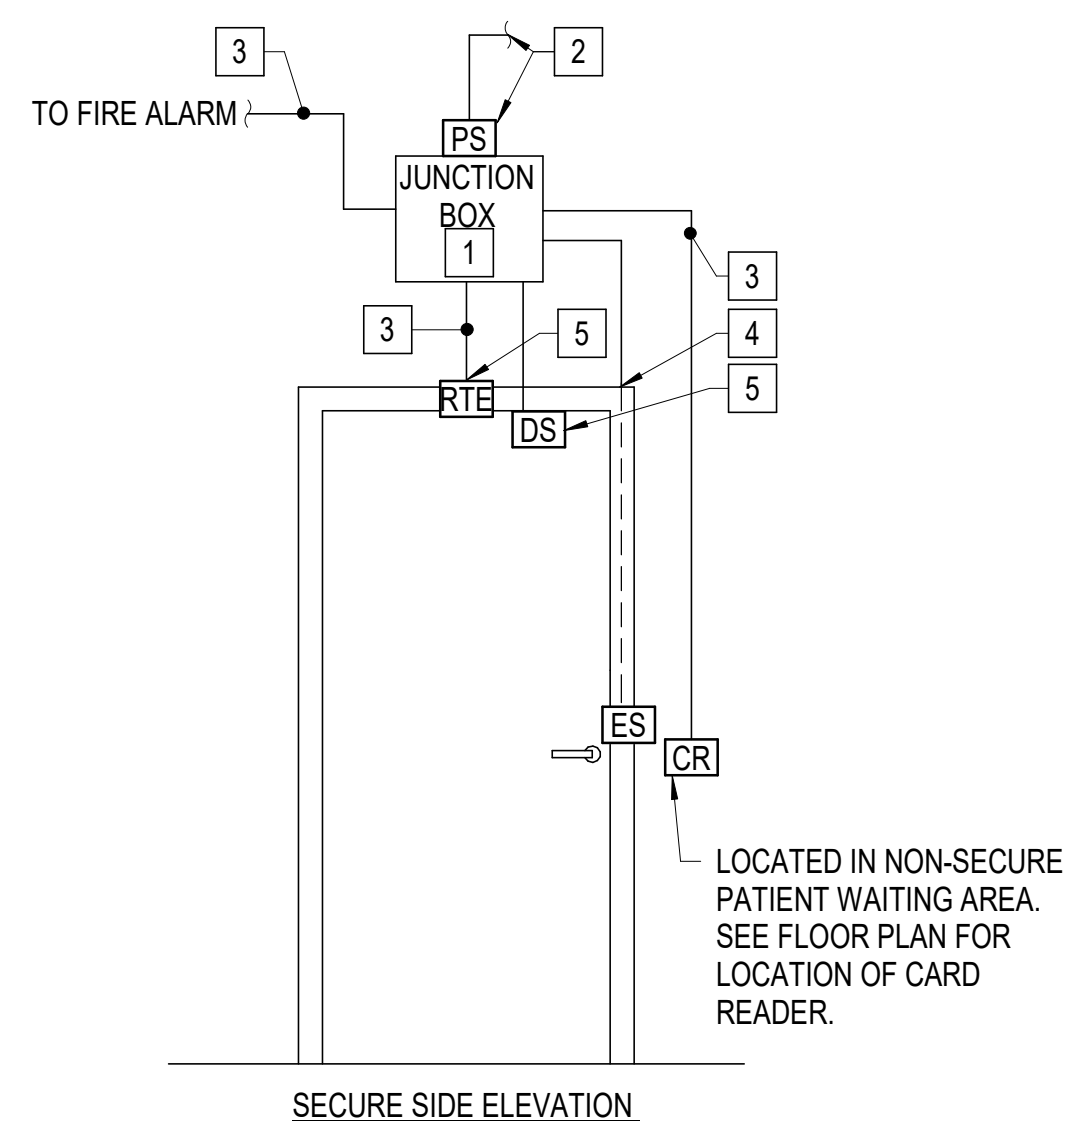 3
2
TO FIRE ALARM
PS
JUNCTION
BOX
1
3
3
5
4
5
RTE
DS
ES
CR
LOCATED IN NON-SECURE
PATIENT WAITING AREA.
SEE FLOOR PLAN FOR
LOCATION OF CARD
READER.
SECURE SIDE ELEVATION